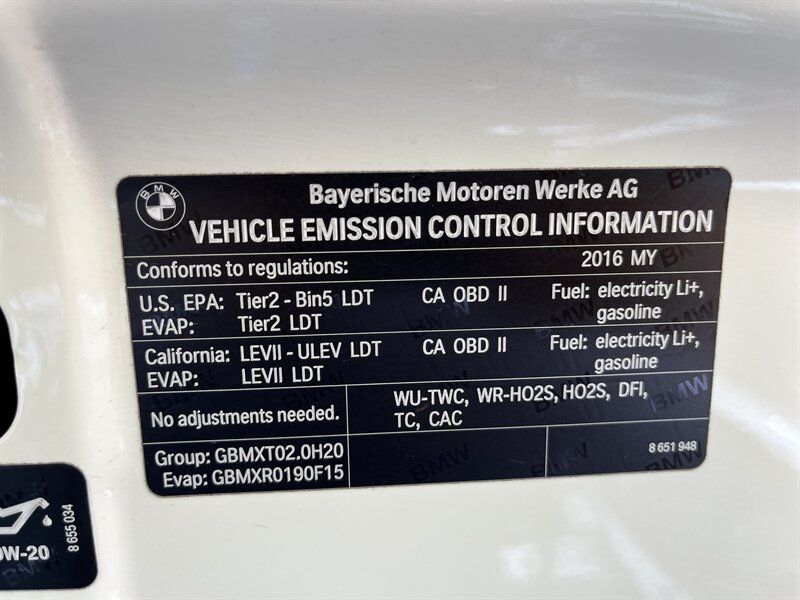 BMW
Bayerische Motoren Werke AG
VEHICLE EMISSION CONTROL INFORMATION
Conforms to regulations: 2016 MY
U.S. EPA: Tier2 - Bin5 LDT CA OBD II Fuel: electricity Li+,
EVAP: Tier2 LDT gasoline
California: LEVII - ULEV LDT CA OBD II Fuel: electricity Li+,
EVAP: LEVII LDT gasoline
No adjustments needed. WU-TWC, WR-HO2S, HO2S, DFI,
TC, CAC
Group: GBMXT02.0H20
Evap: GBMXR0190F15
8 651 948
W-20
8 655 034